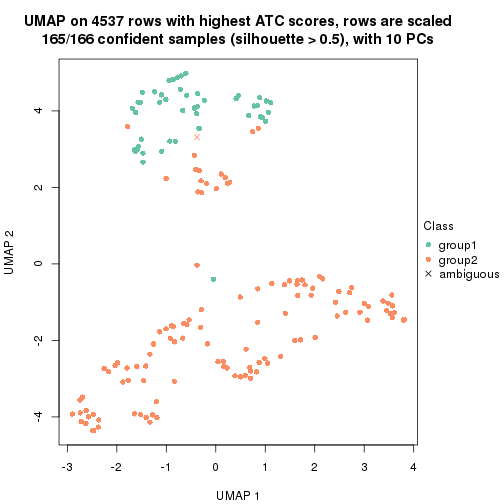 UMAP on 4537 rows with highest ATC scores, rows are scaled
165/166 confident samples (silhouette > 0.5), with 10 PCs
4
2
0
-2
-4
UMAP 2
-3 -2 -1 0 1 2 3 4
UMAP 1
Class
group1
group2
ambiguous